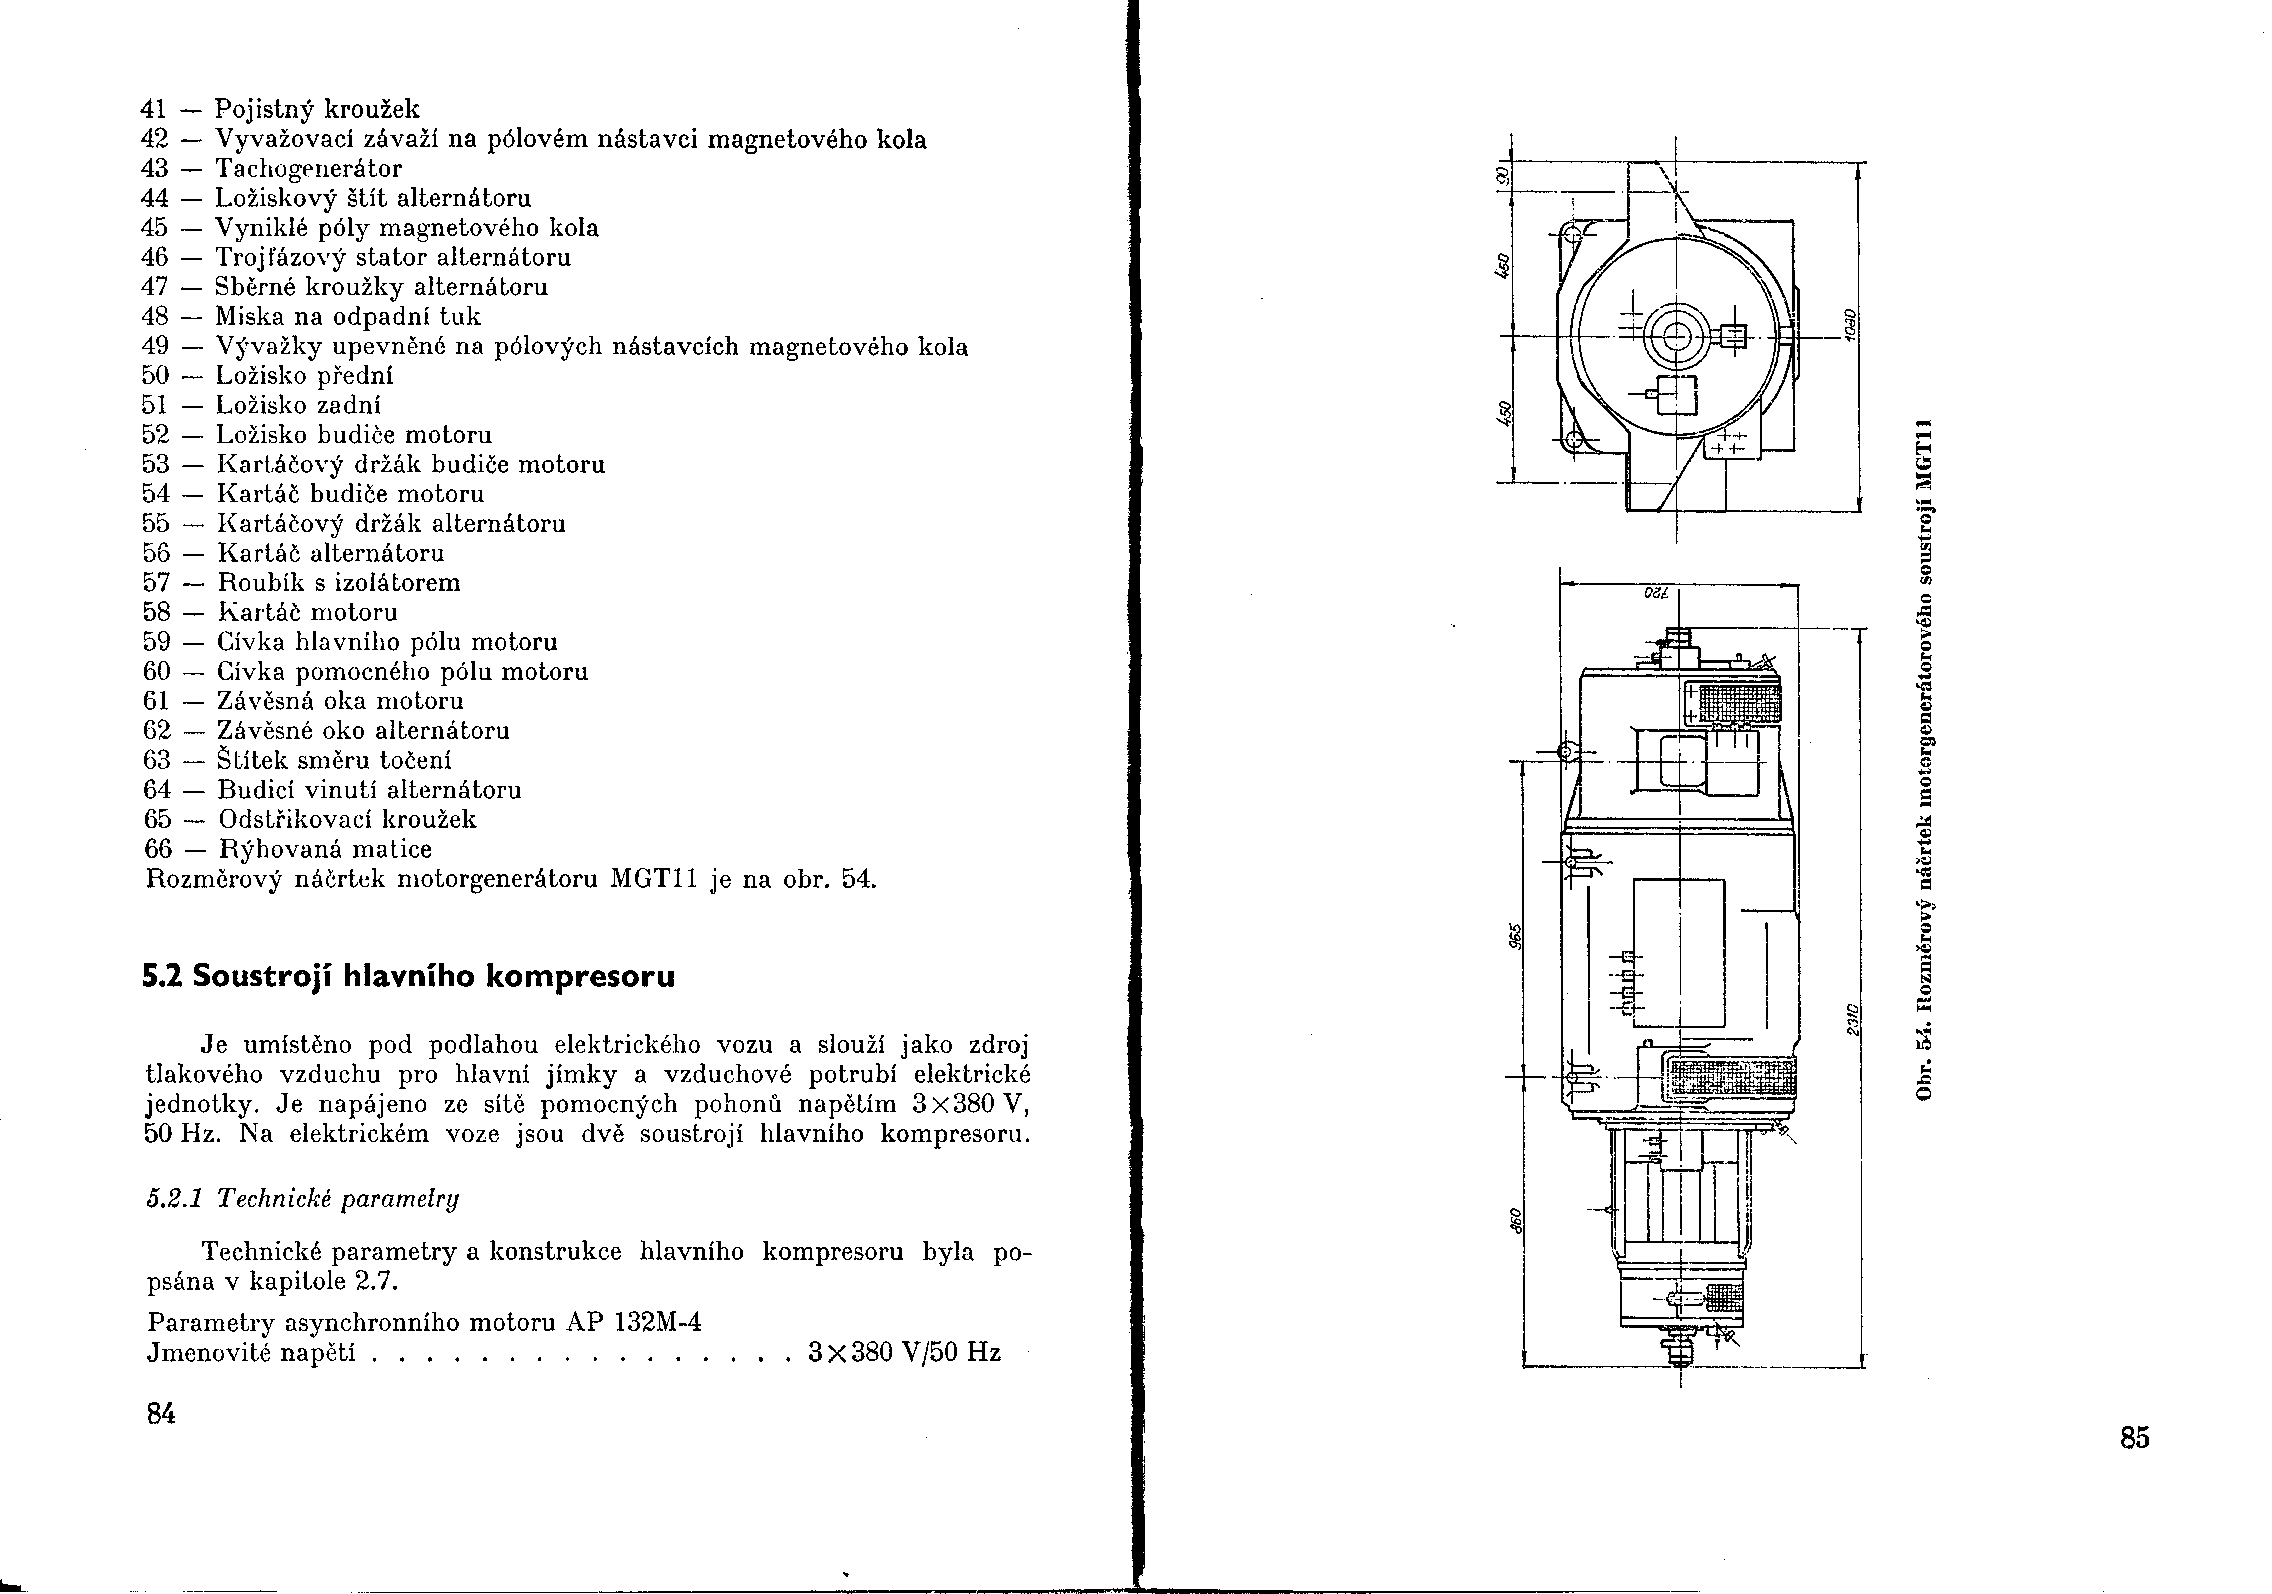 41 — Pojistný kroužek
42 — Vyvažovací závaží na pólovém nástavci magnetového kola
43 — Tachogenerátor
44 — Ložiskový štít alternátoru
45 — Vyniklé póly magnetového kola
46 — Trojfázový stator alternátoru
47 — Sběrné kroužky alternátoru
48 — Miska na odpadní tuk
49 — Vývažky upevněné na pólových nástavcích magnetového kola
50 — Ložisko přední
51 — Ložisko zadní
52 — Ložisko budiče motoru
53 — Kartáčový držák budiče motoru
54 — Kartáč budiče motoru
55 — Kartáčový držák alternátoru
56 — Kartáč alternátoru
57 — Roubík s izolátorem
58 — Kartáč motoru
59 — Cívka hlavního pólu motoru
60 — Cívka pomocného pólu motoru
61 — Závěsná oka motoru
62 — Závěsné oko alternátoru
63 — Štítek směru točení
64 — Budicí vinutí alternátoru
65 — Odstřikovací kroužek
66 — Rýhovaná matice
Rozměrový náčrtek motorgenerátoru MGT11 je na obr. 54.
5.2 Soustrojí hlavního kompresoru
Je umístěno pod podlahou elektrického vozu a slouží jako zdroj
tlakového vzduchu pro hlavní jímky a vzduchové potrubí elektrické
jednotky. Je napájeno ze sítě pomocných pohonů napětím 3×380 V,
50 Hz. Na elektrickém voze jsou dvě soustrojí hlavního kompresoru.
5.2.1 Technické parametry
Technické parametry a konstrukce hlavního kompresoru byla po-
psána v kapitole 2.7.
Parametry asynchronního motoru AP 132M-4
Jmenovité napětí . . . . . . . . . . . . . . . . 3×380 V/50 Hz
84
90
450
450
1080
720
965
860
2310
Obr. 54. Rozměrový náčrtek motorgenerátorového soustrojí MGT11
85